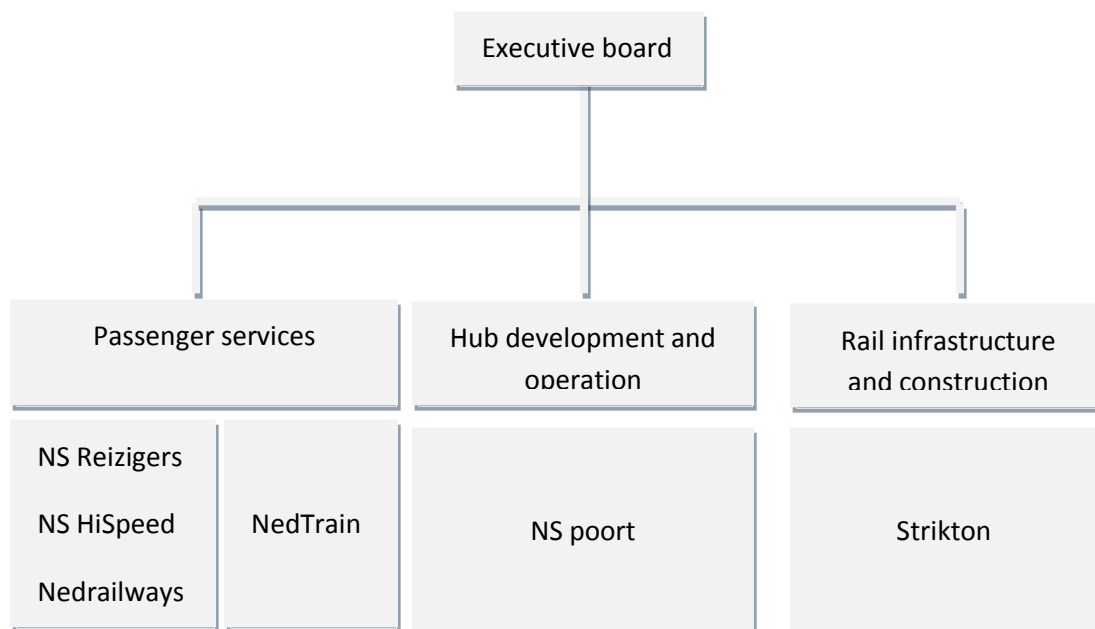 Executive board
Passenger services
Hub development and
operation
Rail infrastructure
and construction
NS Reizigers
NS HiSpeed
Nedrailways
NedTrain
NS poort
Strikton